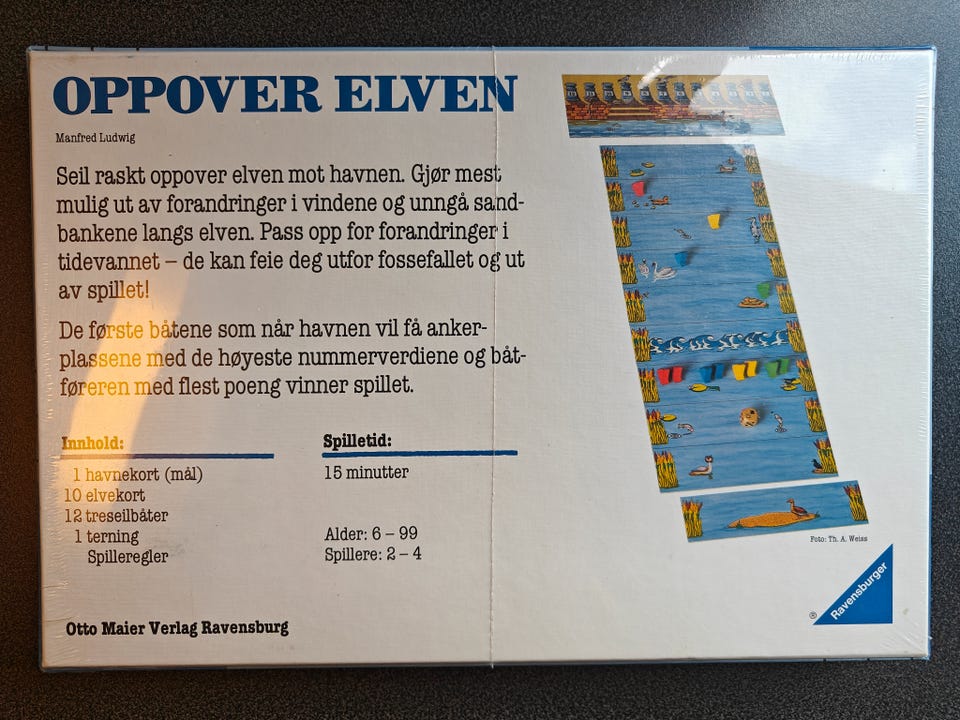 OPPOVER ELVEN
Manfred Ludwig
Seil raskt oppover elven mot havnen. Gjør mest
mulig ut av forandringer i vindene og unngå sand-
bankene langs elven. Pass opp for forandringer i
tidevannet – de kan feie deg utfor fossefallet og ut
av spillet!
De første båtene som når havnen vil få anker-
plassene med de høyeste nummerverdiene og båt-
føreren med flest poeng vinner spillet.
Innhold:
1 havnekort (mål)
10 elvekort
12 treseilbåter
1 terning
Spilleregler
Spilletid:
15 minutter
Alder: 6 – 99
Spillere: 2 – 4
Otto Maier Verlag Ravensburg
Foto: Th. A. Weiss
® Ravensburger